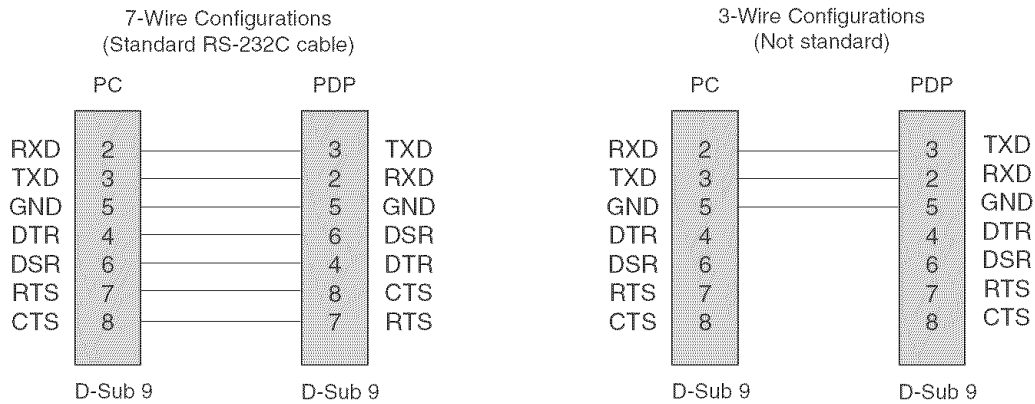 7-Wire Configurations
(Standard RS-232C cable)
PC PDP
RXD 2 3 TXD
TXD 3 2 RXD
GND 5 5 GND
DTR 4 6 DSR
DSR 6 4 DTR
RTS 7 8 CTS
CTS 8 7 RTS
D-Sub 9 D-Sub 9
3-Wire Configurations
(Not standard)
PC PDP
RXD 2 3 TXD
TXD 3 2 RXD
GND 5 5 GND
DTR 4 4 DTR
DSR 6 6 DSR
RTS 7 7 RTS
CTS 8 8 CTS
D-Sub 9 D-Sub 9